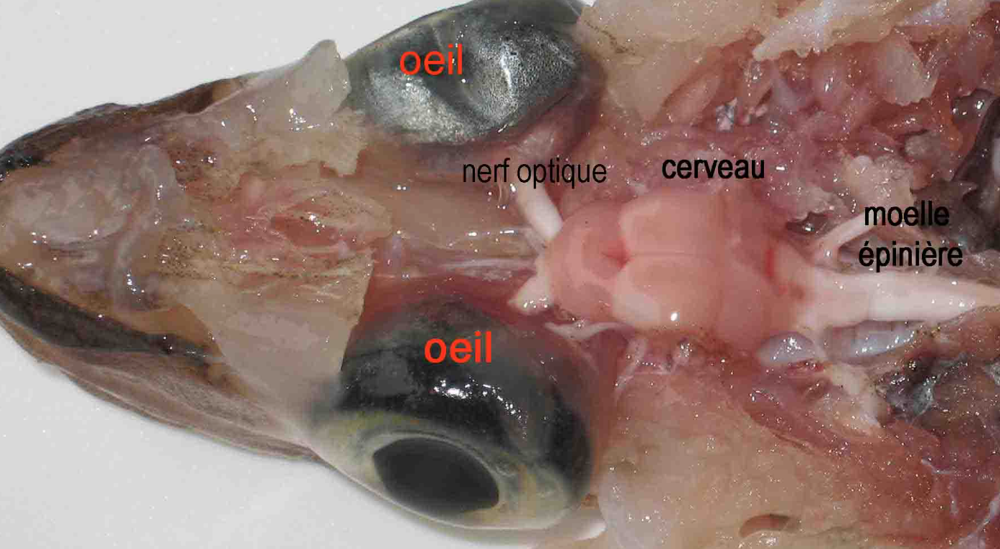 oeil
nerf optique
cerveau
moelle
épinière
oeil